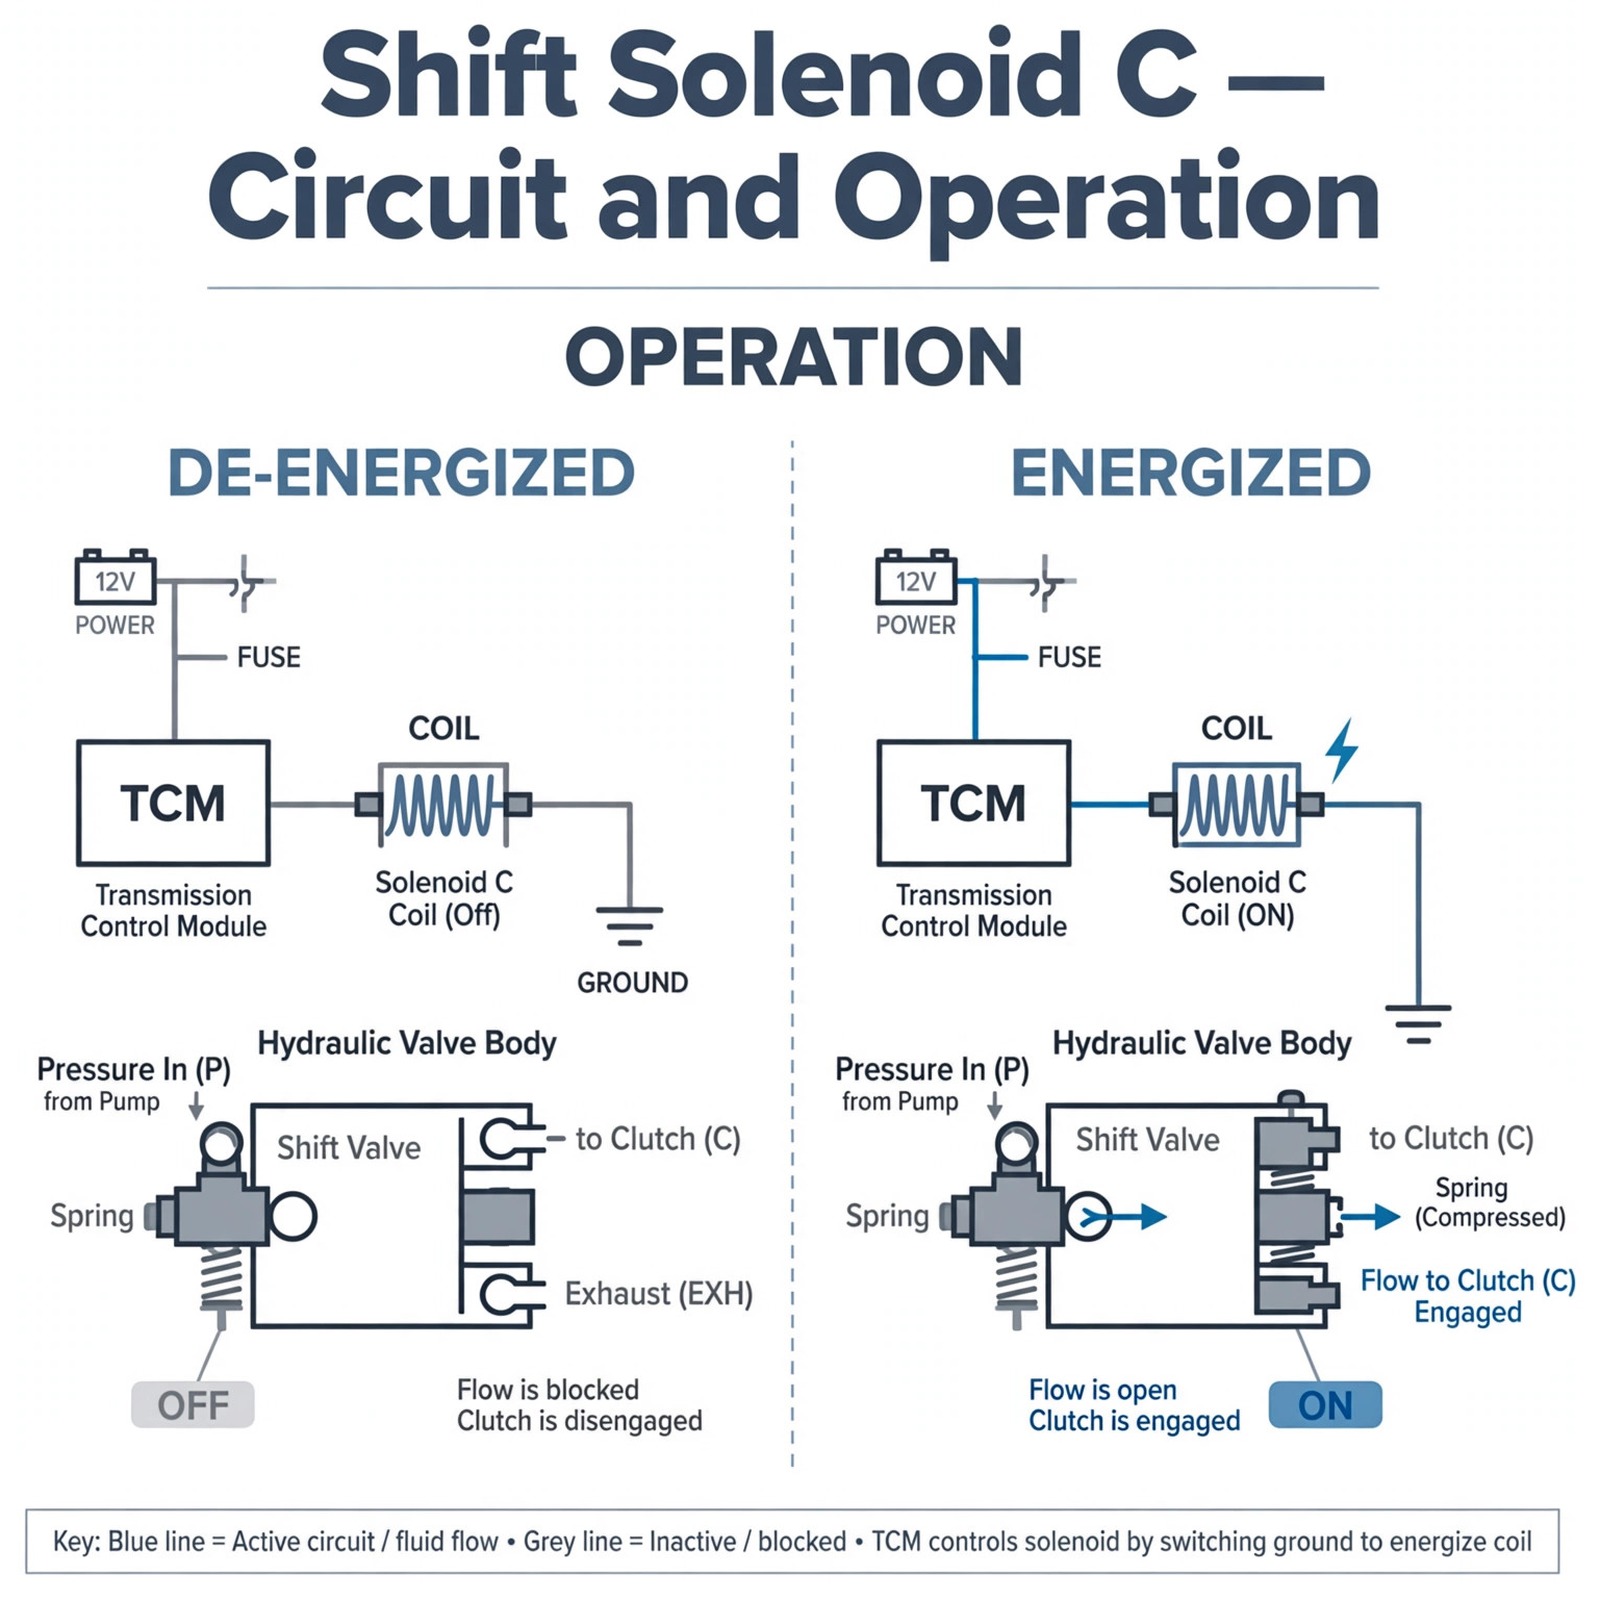 Shift Solenoid C —
Circuit and Operation
OPERATION
DE-ENERGIZED
12V
POWER
FUSE
TCM
Transmission
Control Module
COIL
Solenoid C
Coil (Off)
GROUND
Hydraulic Valve Body
Pressure In (P)
from Pump
Shift Valve
to Clutch (C)
Spring
Exhaust (EXH)
OFF
Flow is blocked
Clutch is disengaged
ENERGIZED
12V
POWER
FUSE
TCM
Transmission
Control Module
COIL
Solenoid C
Coil (ON)
Hydraulic Valve Body
Pressure In (P)
from Pump
Shift Valve
to Clutch (C)
Spring
Spring
(Compressed)
Flow to Clutch (C)
Engaged
Flow is open
Clutch is engaged
ON
Key: Blue line = Active circuit / fluid flow • Grey line = Inactive / blocked • TCM controls solenoid by switching ground to energize coil